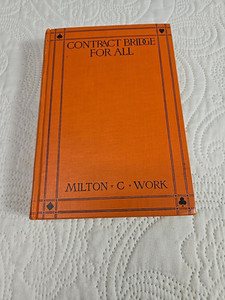 CONTRACT BRIDGE
FOR ALL
MILTON · C · WORK